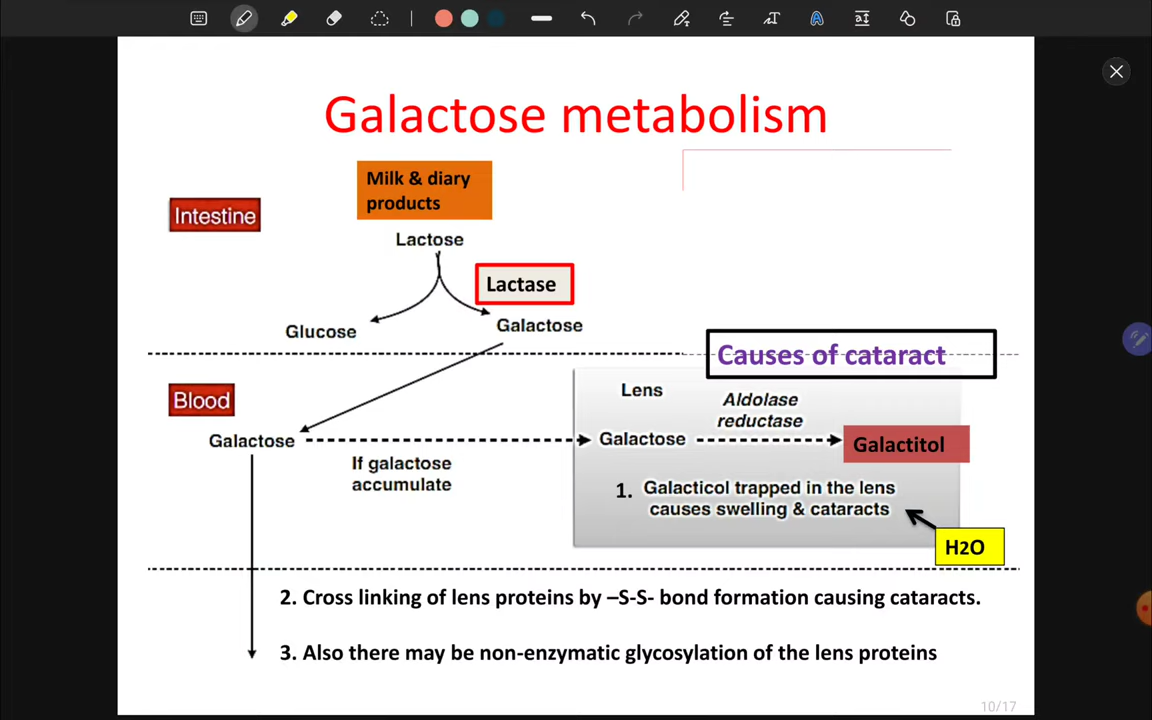 Galactose metabolism
Milk & diary
products
Intestine
Lactose
Lactase
Glucose
Galactose
Causes of cataract
Blood
Lens
Aldolase
reductase
Galactose
Galactose
Galactitol
If galactose
accumulate
1. Galacticol trapped in the lens
causes swelling & cataracts
H2O
2. Cross linking of lens proteins by –S-S- bond formation causing cataracts.
3. Also there may be non-enzymatic glycosylation of the lens proteins
10/17